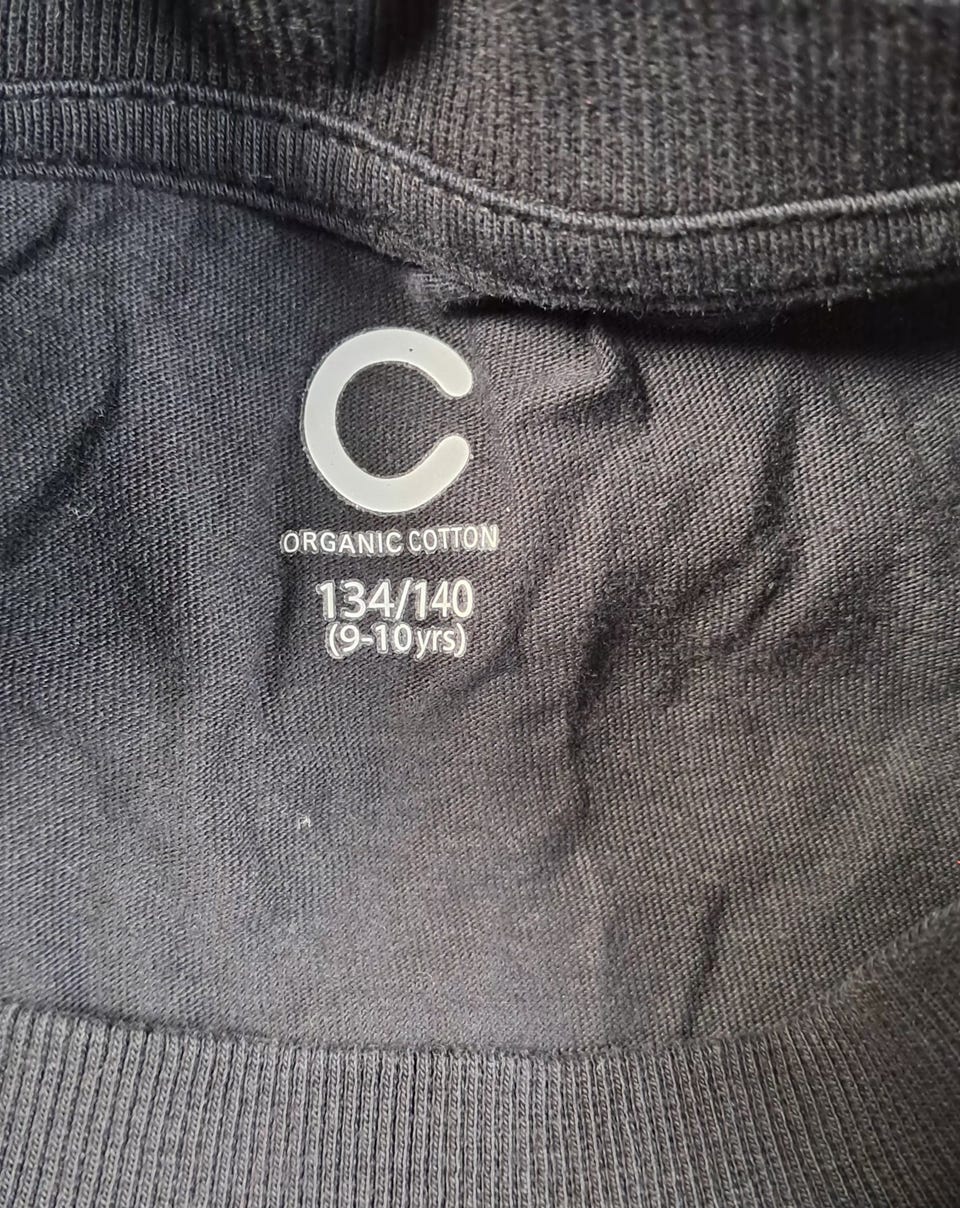 C
ORGANIC COTTON
134/140
(9-10yrs)